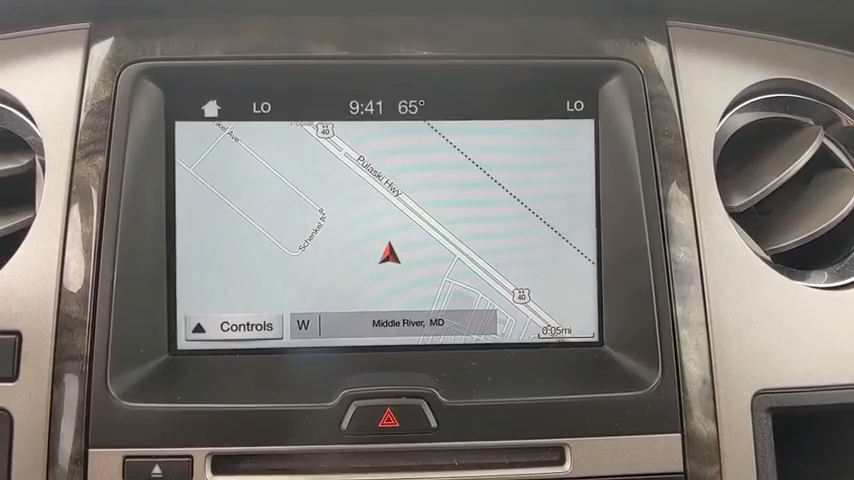 LO 9:41 65° LO
40
Pulaski Hwy
Schenkel Ave
40
Controls W Middle River, MD
0.05mi